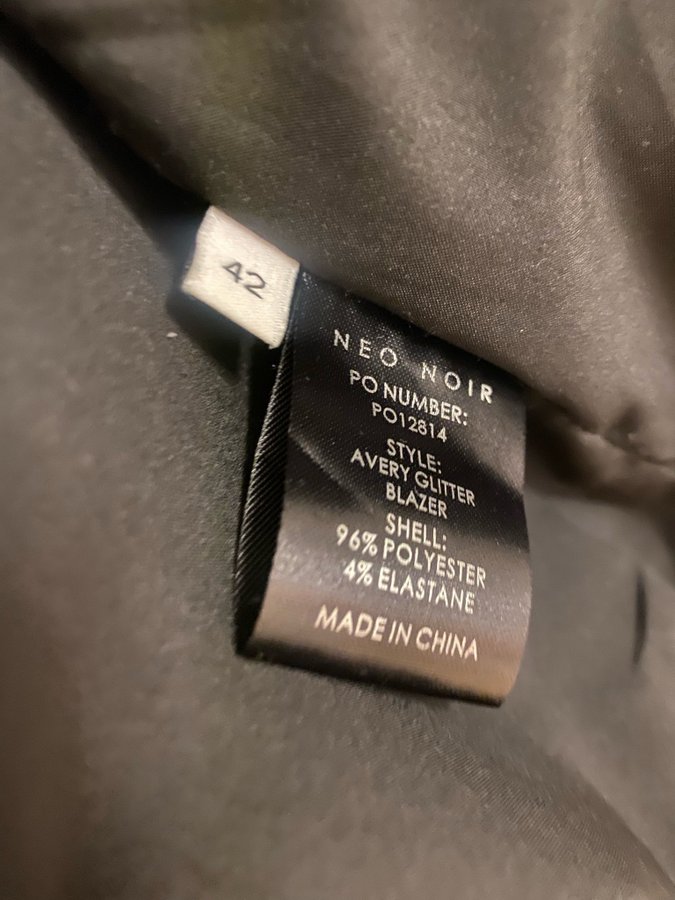 42
NEO NOIR
PO NUMBER:
PO12814
STYLE:
AVERY GLITTER
BLAZER
SHELL:
96% POLYESTER
4% ELASTANE
MADE IN CHINA